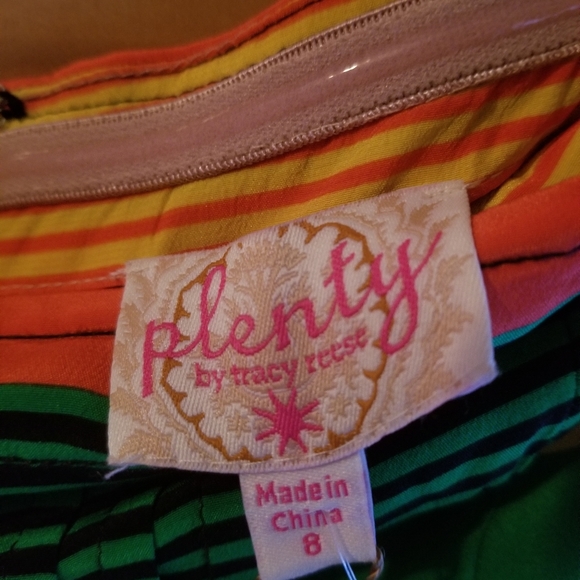 plenty
by tracy reese
Made in
China
8